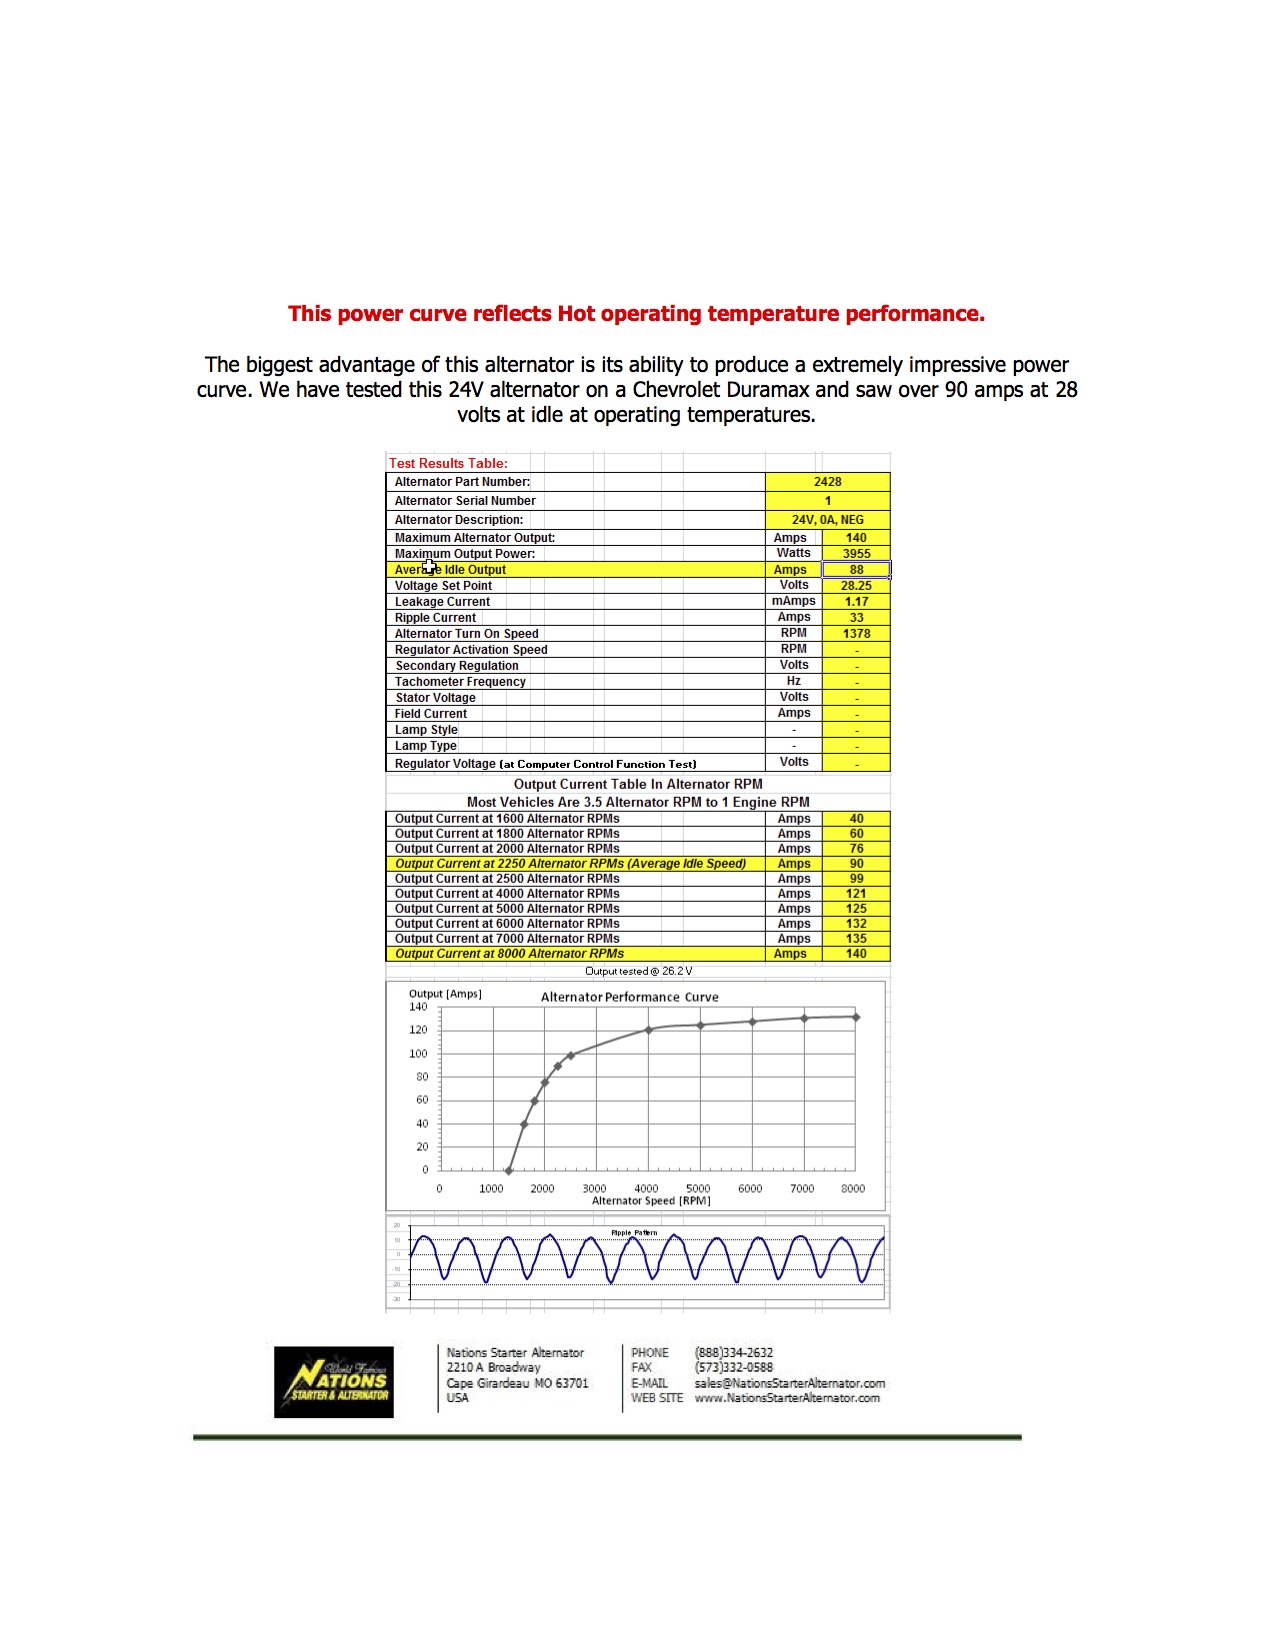 This power curve reflects Hot operating temperature performance.
The biggest advantage of this alternator is its ability to produce a extremely impressive power
curve. We have tested this 24V alternator on a Chevrolet Duramax and saw over 90 amps at 28
volts at idle at operating temperatures.
Test Results Table:
Alternator Part Number: 2428
Alternator Serial Number 1
Alternator Description: 24V, 0A, NEG
Maximum Alternator Output: Amps 140
Maximum Output Power: Watts 3955
Average Idle Output Amps 88
Voltage Set Point Volts 28.25
Leakage Current mAmps 1.17
Ripple Current Amps 33
Alternator Turn On Speed RPM 1378
Regulator Activation Speed RPM -
Secondary Regulation Volts -
Tachometer Frequency Hz -
Stator Voltage Volts -
Field Current Amps -
Lamp Style - -
Lamp Type - -
Regulator Voltage (at Computer Control Function Test) Volts -
Output Current Table In Alternator RPM
Most Vehicles Are 3.5 Alternator RPM to 1 Engine RPM
Output Current at 1600 Alternator RPMs Amps 40
Output Current at 1800 Alternator RPMs Amps 60
Output Current at 2000 Alternator RPMs Amps 76
Output Current at 2250 Alternator RPMs (Average Idle Speed) Amps 90
Output Current at 2500 Alternator RPMs Amps 99
Output Current at 4000 Alternator RPMs Amps 121
Output Current at 5000 Alternator RPMs Amps 125
Output Current at 6000 Alternator RPMs Amps 132
Output Current at 7000 Alternator RPMs Amps 135
Output Current at 8000 Alternator RPMs Amps 140
Output tested @ 26.2 V
Output [Amps] Alternator Performance Curve
140
120
100
80
60
40
20
0
0 1000 2000 3000 4000 5000 6000 7000 8000
Alternator Speed [RPM]
Ripple Pattern
20
10
0
-10
-20
-30
World Famous
NATIONS
STARTER & ALTERNATOR
Nations Starter Alternator
2210 A Broadway
Cape Girardeau MO 63701
USA
PHONE (888)334-2632
FAX (573)332-0588
E-MAIL sales@NationsStarterAlternator.com
WEB SITE www.NationsStarterAlternator.com